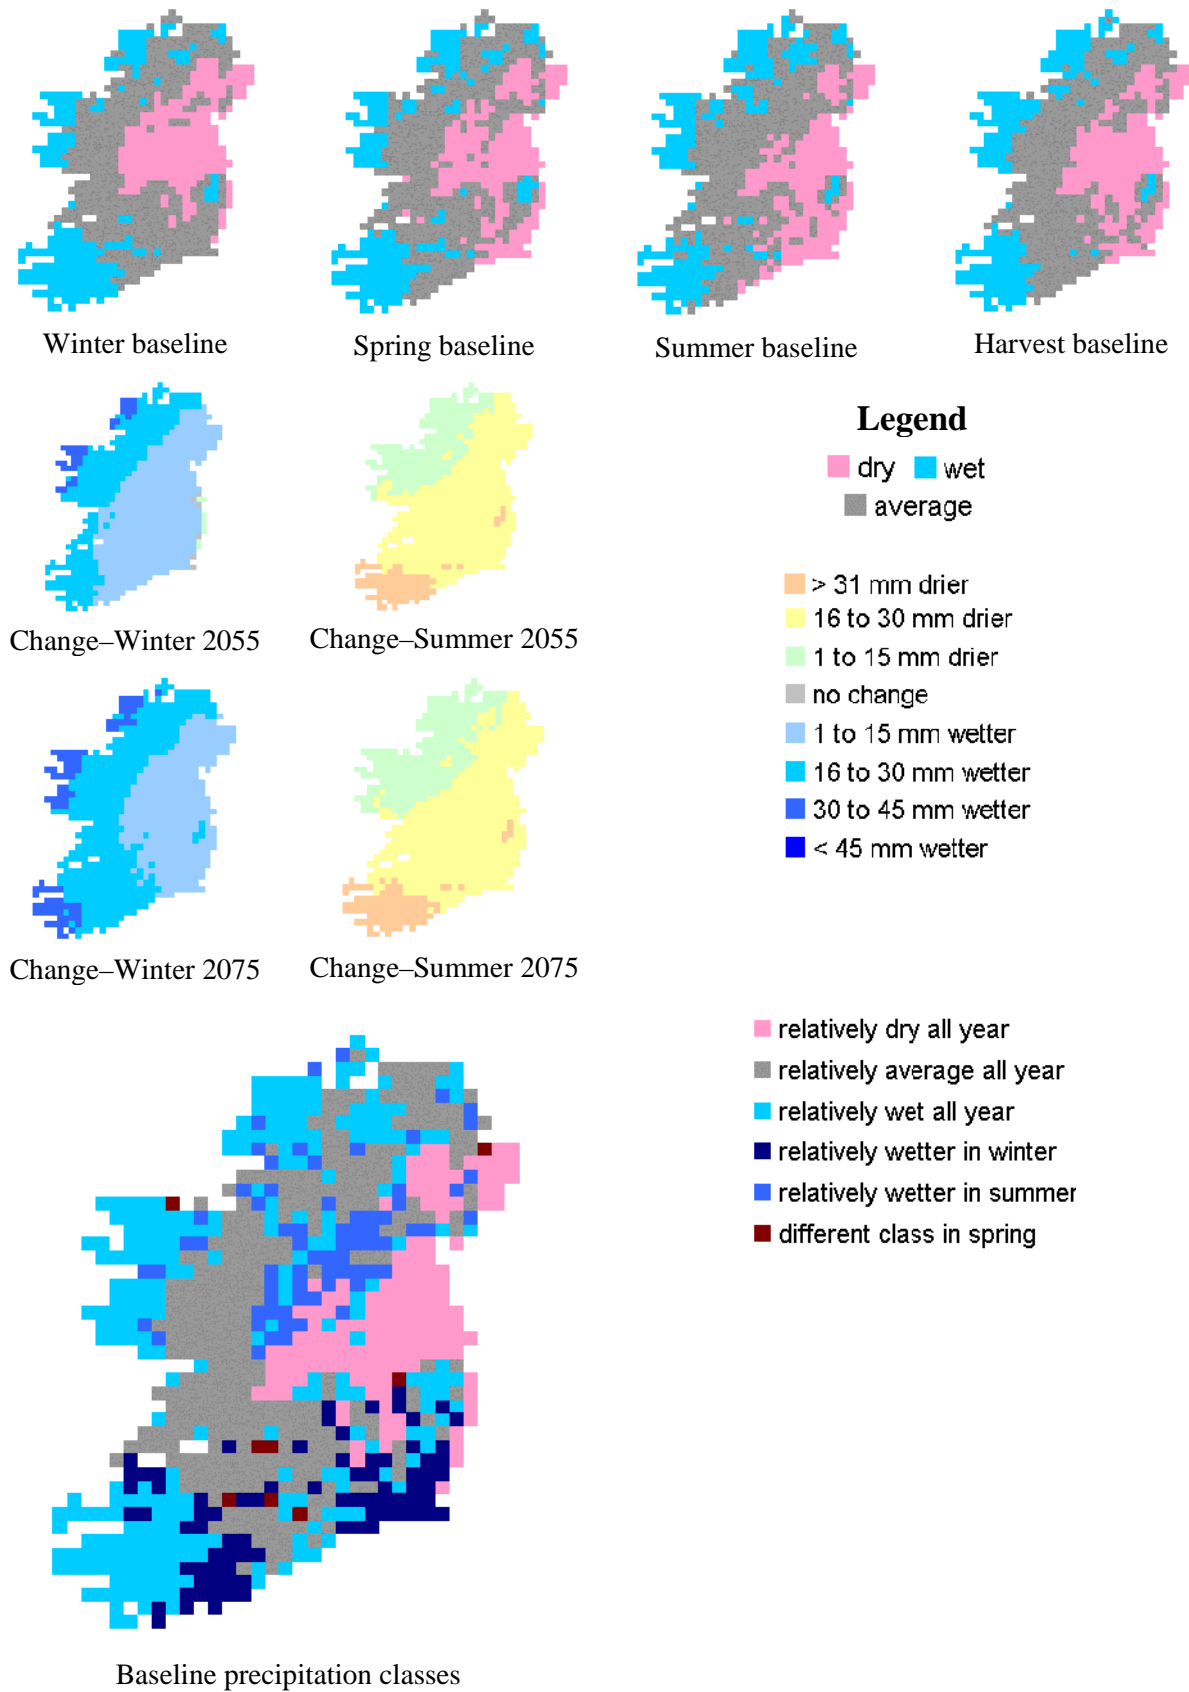 Winter baseline
Spring baseline
Summer baseline
Harvest baseline
Legend
dry wet
average
> 31 mm drier
16 to 30 mm drier
1 to 15 mm drier
no change
1 to 15 mm wetter
16 to 30 mm wetter
30 to 45 mm wetter
< 45 mm wetter
Change–Winter 2055
Change–Summer 2055
Change–Winter 2075
Change–Summer 2075
relatively dry all year
relatively average all year
relatively wet all year
relatively wetter in winter
relatively wetter in summer
different class in spring
Baseline precipitation classes